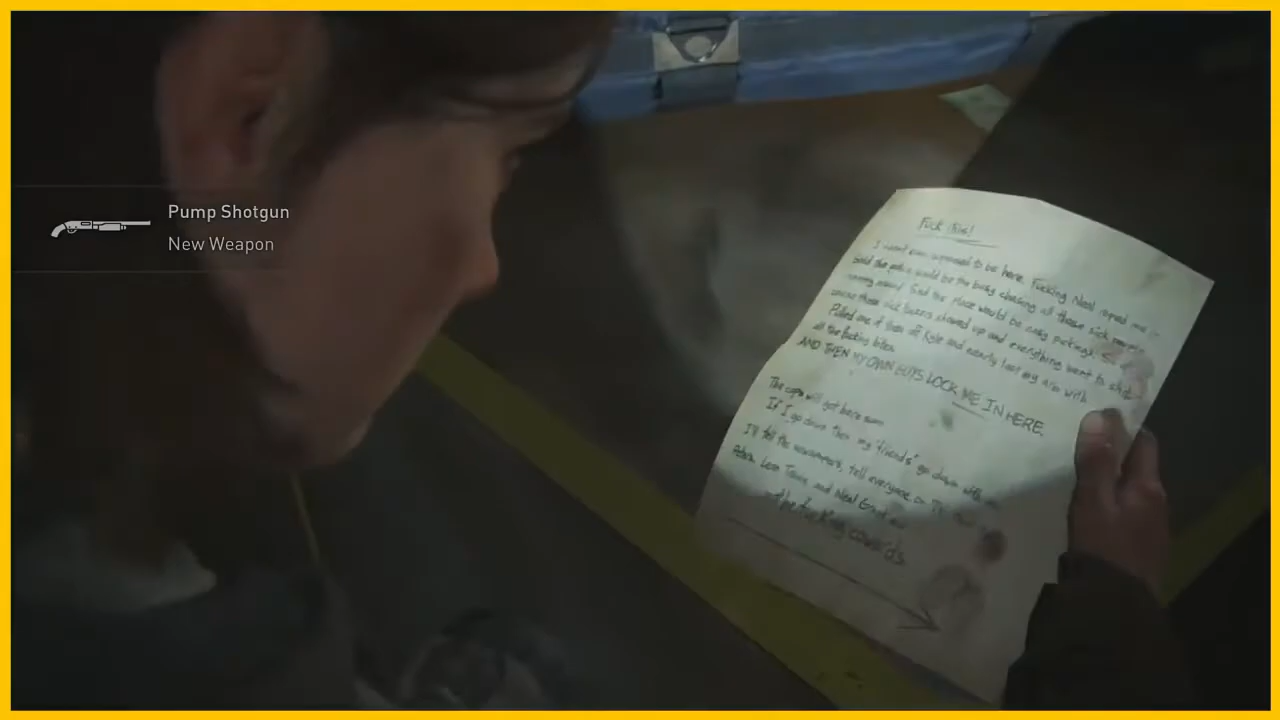 Pump Shotgun
New Weapon
Fuck this!
I wasn't even supposed to be here. Fucking Neal roped me in
said the police would be too busy chasing all those sick
running around. Said the place would be easy pickings.
course those sick fuckers showed up and everything went to shit.
Pulled one of them off Kyle and nearly lost my arm with
all the fucking bites.
AND THEN MY OWN GUYS LOCK ME IN HERE.
The cops will get here soon.
If I go down then my "friends" go down with
I'll tell the newcomers, tell everyone
Adam, Leon and Neal
the fucking cowards.